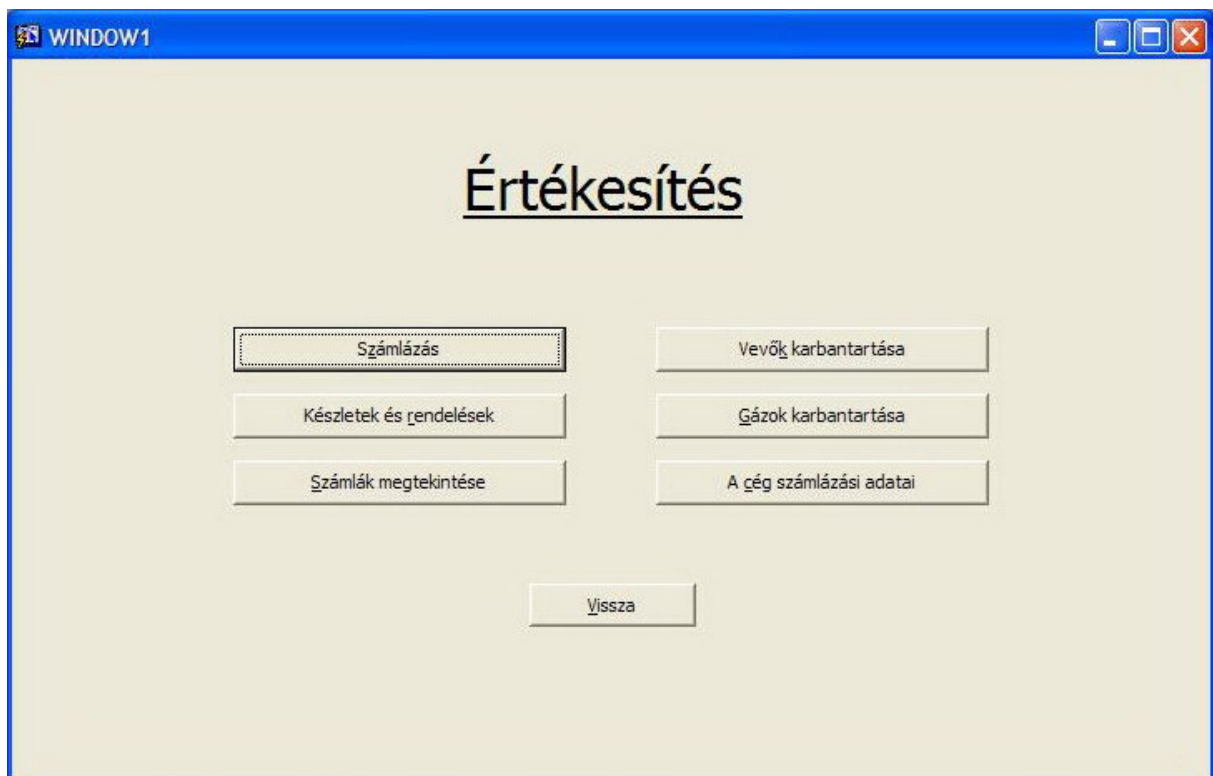 WINDOW1
Értékesítés
Számlázás
Vevők karbantartása
Készletek és rendelések
Gázok karbantartása
Számlák megtekintése
A cég számlázási adatai
Vissza